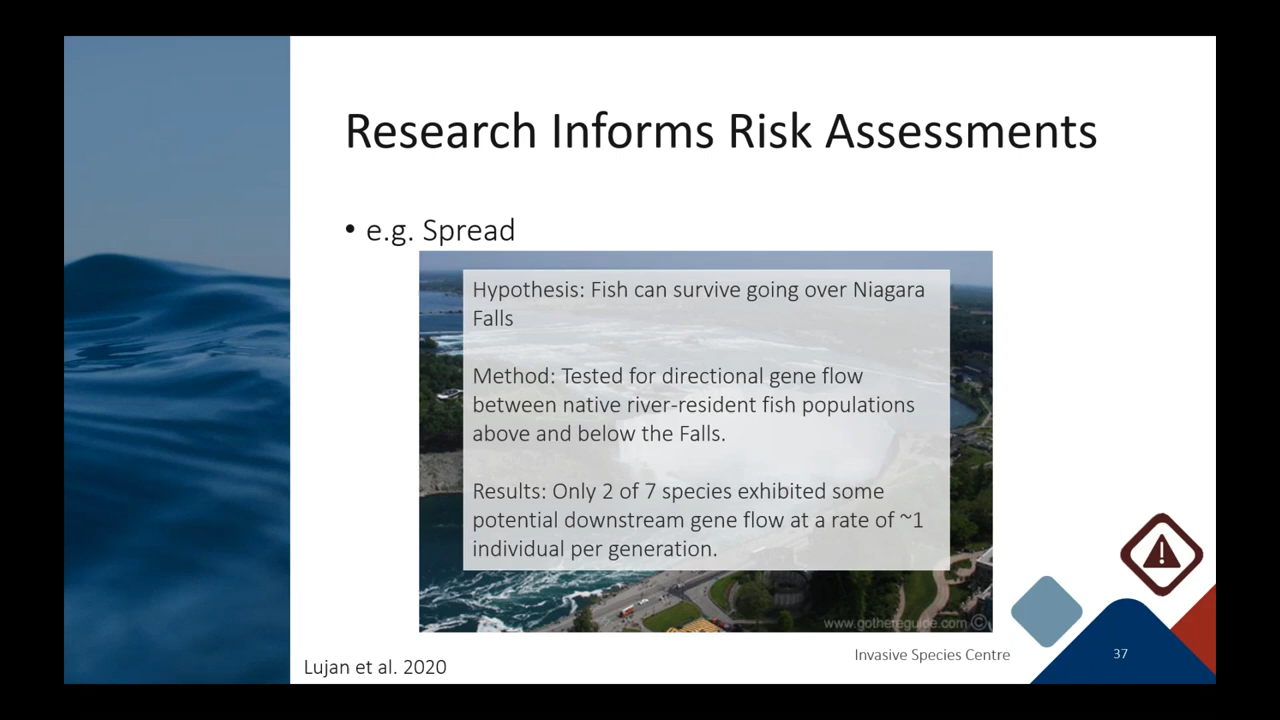 Research Informs Risk Assessments
• e.g. Spread
Hypothesis: Fish can survive going over Niagara
Falls
Method: Tested for directional gene flow
between native river-resident fish populations
above and below the Falls.
Results: Only 2 of 7 species exhibited some
potential downstream gene flow at a rate of ~1
individual per generation.
www.gothereguide.com ©
Invasive Species Centre
37
Lujan et al. 2020